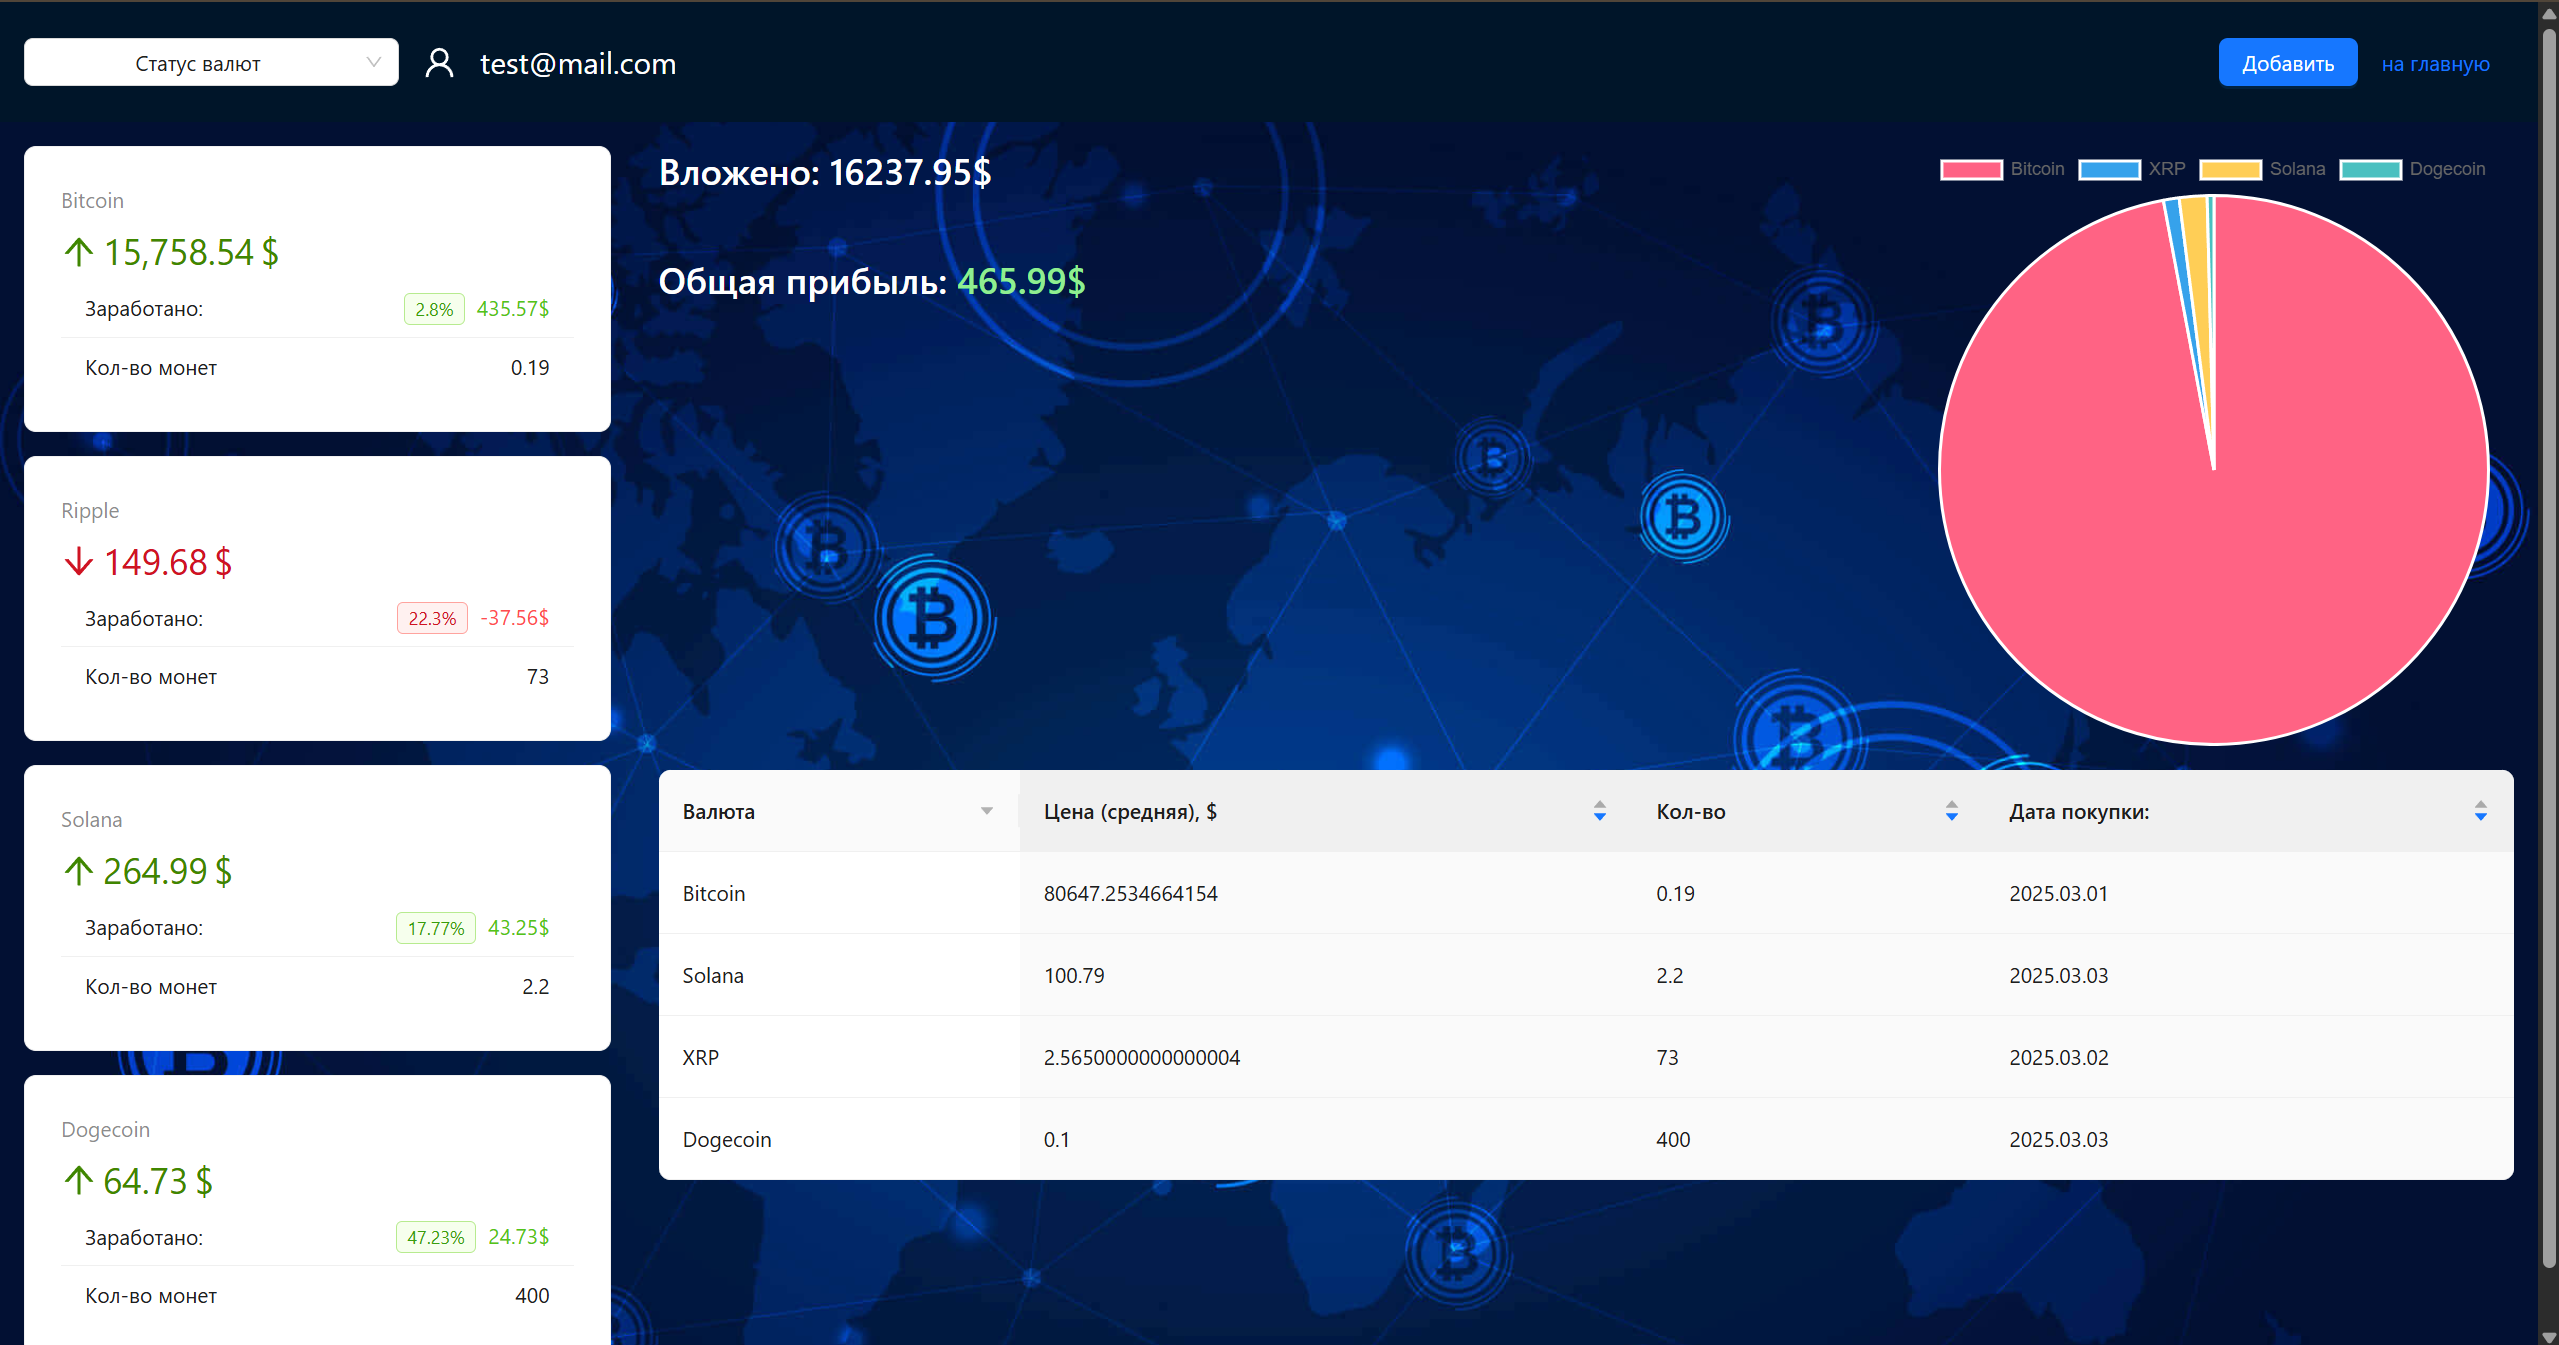 Статус валют
test@mail.com
Добавить
на главную
Bitcoin
15,758.54 $
Заработано: 2.8% 435.57$
Кол-во монет 0.19
Ripple
149.68 $
Заработано: 22.3% -37.56$
Кол-во монет 73
Solana
264.99 $
Заработано: 17.77% 43.25$
Кол-во монет 2.2
Dogecoin
64.73 $
Заработано: 47.23% 24.73$
Кол-во монет 400
Вложено: 16237.95$
Общая прибыль: 465.99$
Bitcoin XRP Solana Dogecoin
Валюта Цена (средняя), $ Кол-во Дата покупки:
Bitcoin 80647.2534664154 0.19 2025.03.01
Solana 100.79 2.2 2025.03.03
XRP 2.5650000000000004 73 2025.03.02
Dogecoin 0.1 400 2025.03.03